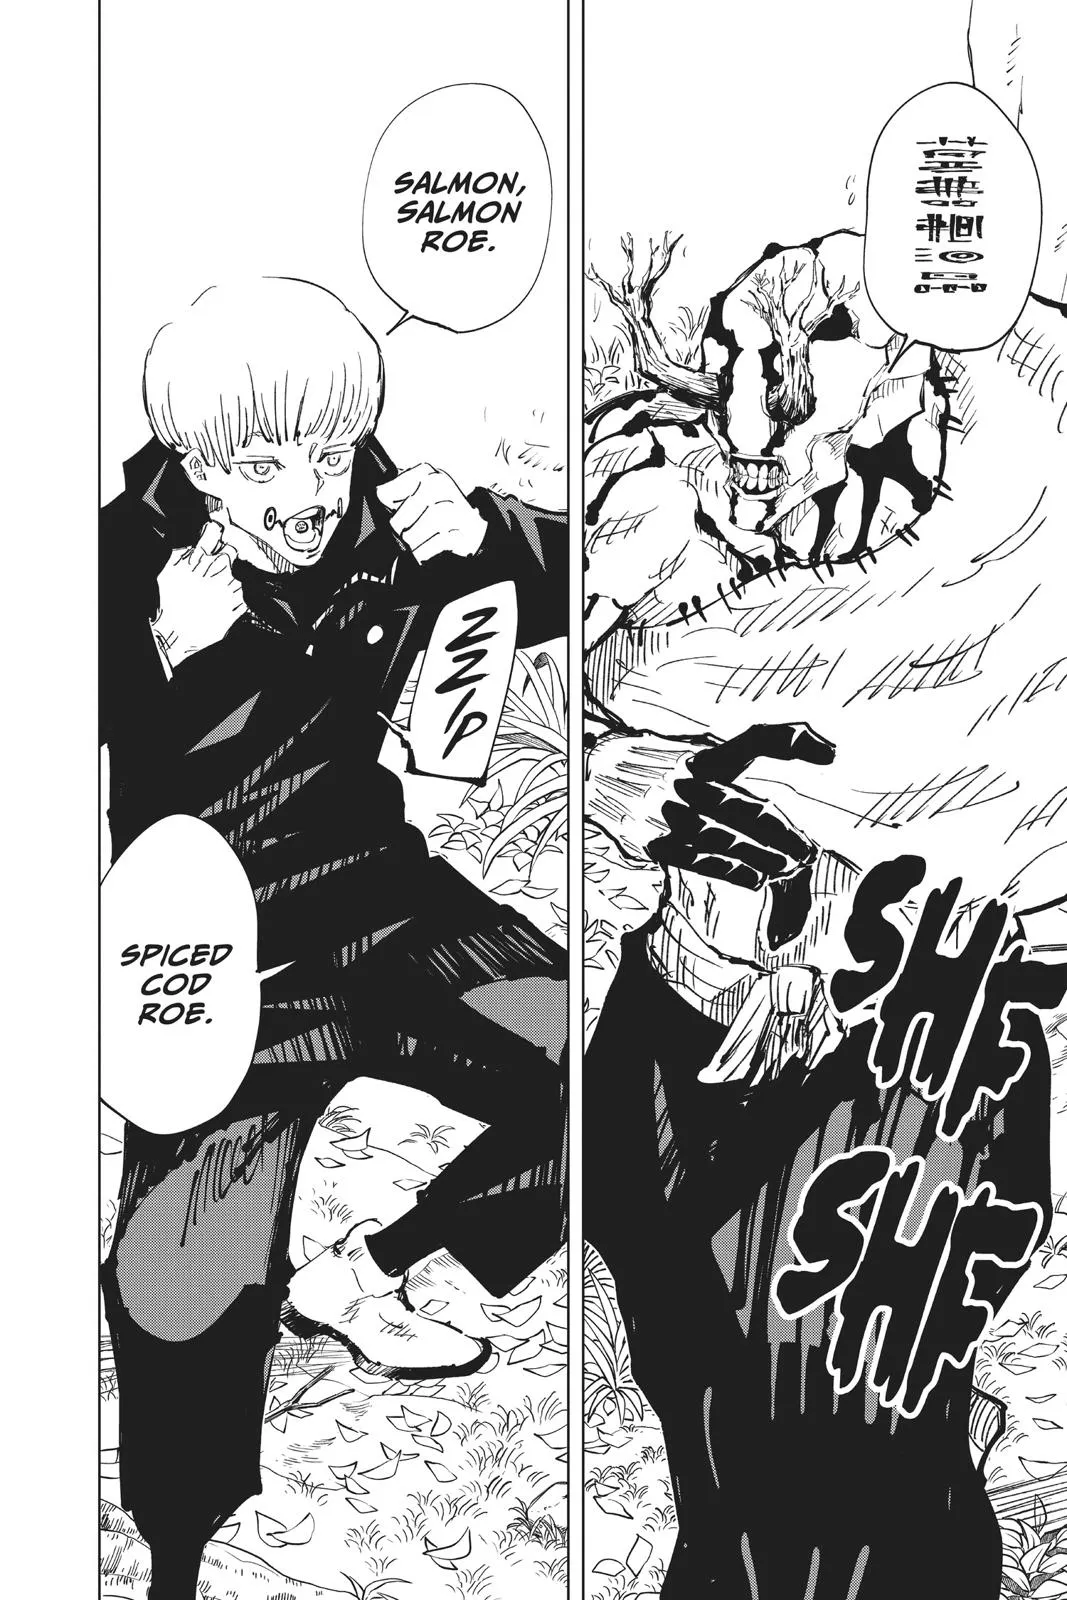 SHF
SHF
SALMON,
SALMON
ROE.
ZZIP
SPICED
COD
ROE.